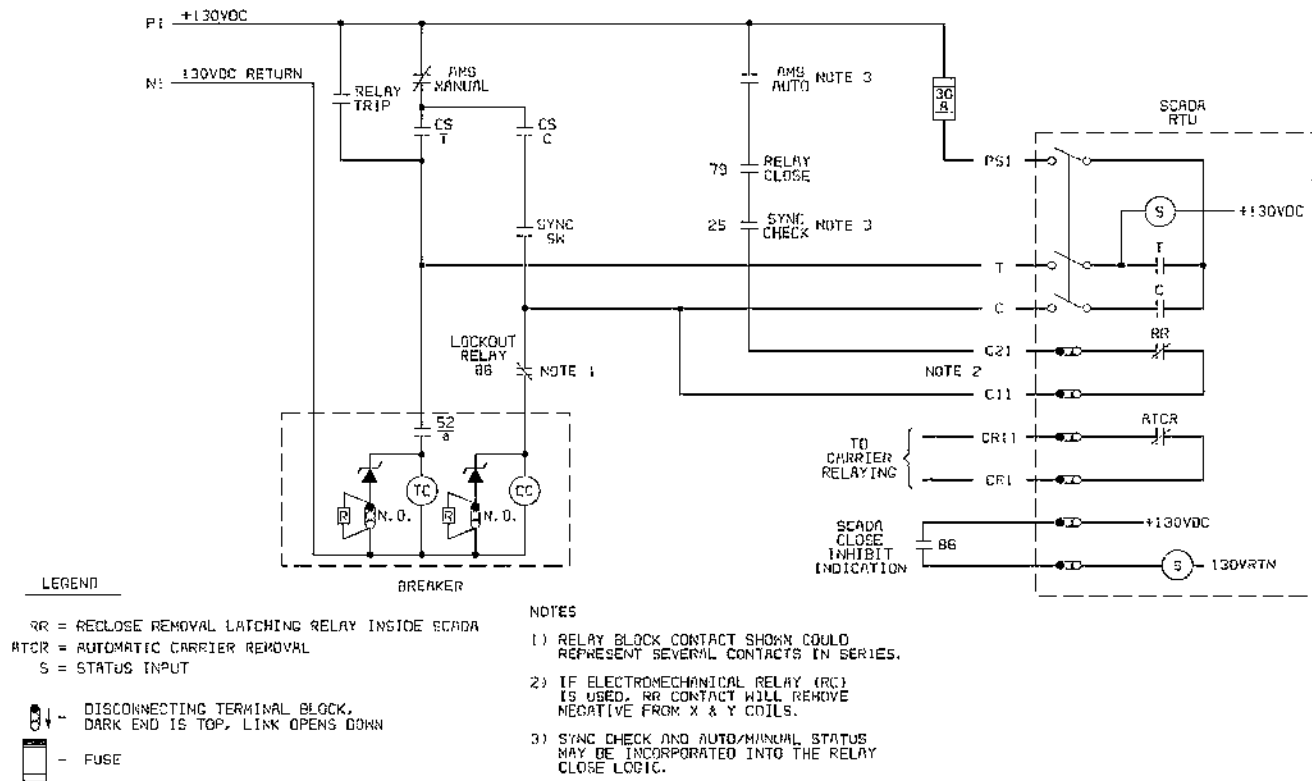 P1 +130VDC
N1 130VDC RETURN
RELAY
TRIP
AMS
MANUAL
AMS
AUTO NOTE 3
30
A
SCADA
RTU
CS
T
CS
C
79 RELAY
CLOSE
PS1
S +130VDC
SYNC
SW
25 SYNC
CHECK NOTE 3
T T
C C
LOCKOUT
RELAY
86 NOTE 1
C21 RR
NOTE 2
C11
52
a
TO
CARRIER
RELAYING
CR11 ATCR
CR1
R N.O. TC R N.O. CC
BREAKER
SCADA
CLOSE
INHIBIT
INDICATION
86
+130VDC
S 130VRTN
LEGEND
RR = RECLOSE REMOVAL LATCHING RELAY INSIDE SCADA
ATCR = AUTOMATIC CARRIER REMOVAL
S = STATUS INPUT
- DISCONNECTING TERMINAL BLOCK,
DARK END IS TOP, LINK OPENS DOWN
- FUSE
NOTES
1) RELAY BLOCK CONTACT SHOWN COULD
REPRESENT SEVERAL CONTACTS IN SERIES.
2) IF ELECTROMECHANICAL RELAY (RC)
IS USED, RR CONTACT WILL REMOVE
NEGATIVE FROM X & Y COILS.
3) SYNC CHECK AND AUTO/MANUAL STATUS
MAY BE INCORPORATED INTO THE RELAY
CLOSE LOGIC.